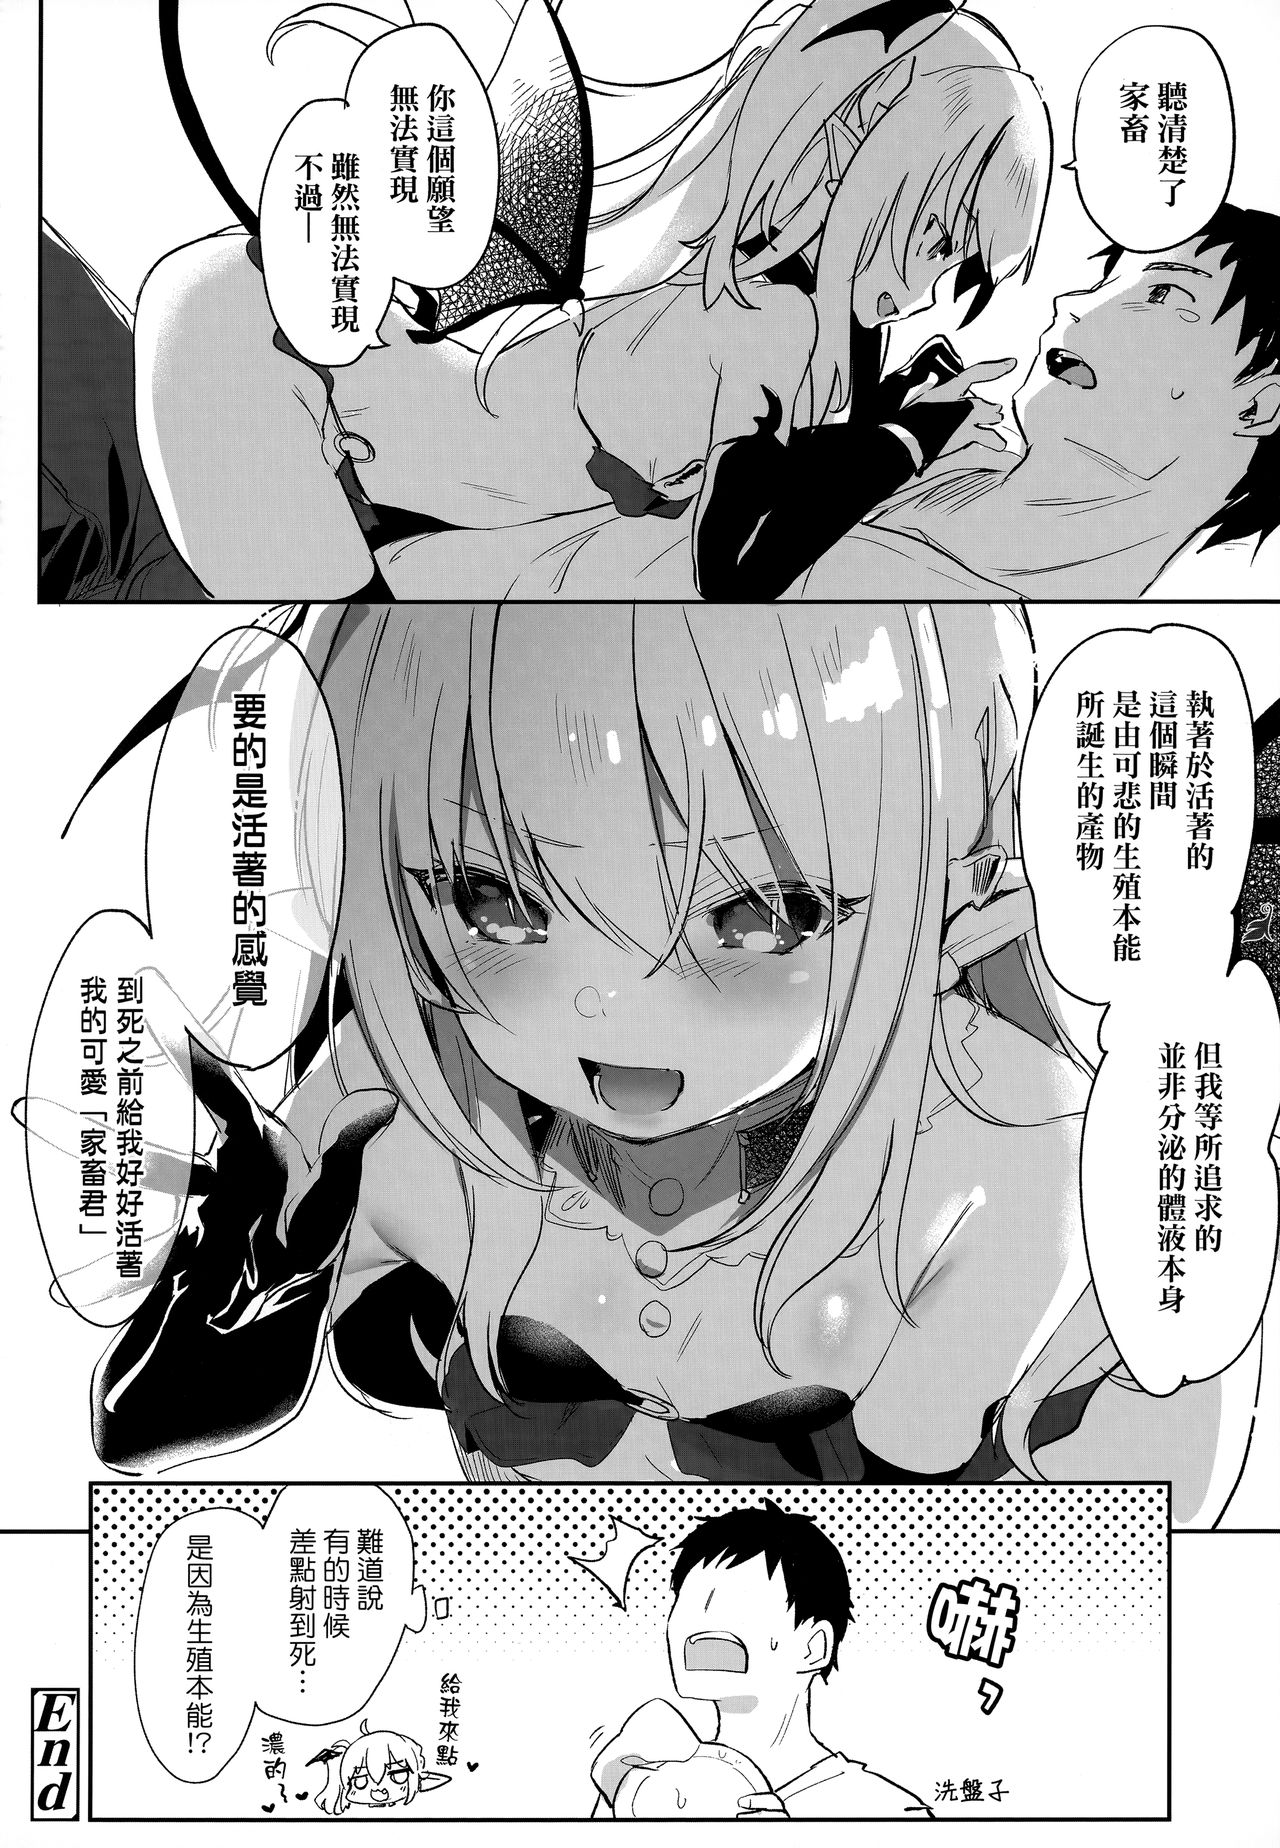 聽清楚了
家畜
你這個願望
無法實現
雖然無法實現
不過—
執著於活著的
這個瞬間
是由可悲的生殖本能
所誕生的產物
但我等所追求的
並非分泌的體液本身
要的是活著的感覺
到死之前給我好好活著
我的可愛「家畜君」
嚇
洗盤子
難道說
有的時候
差點射到死…
是因為生殖本能!?
給我來點
濃的～
End